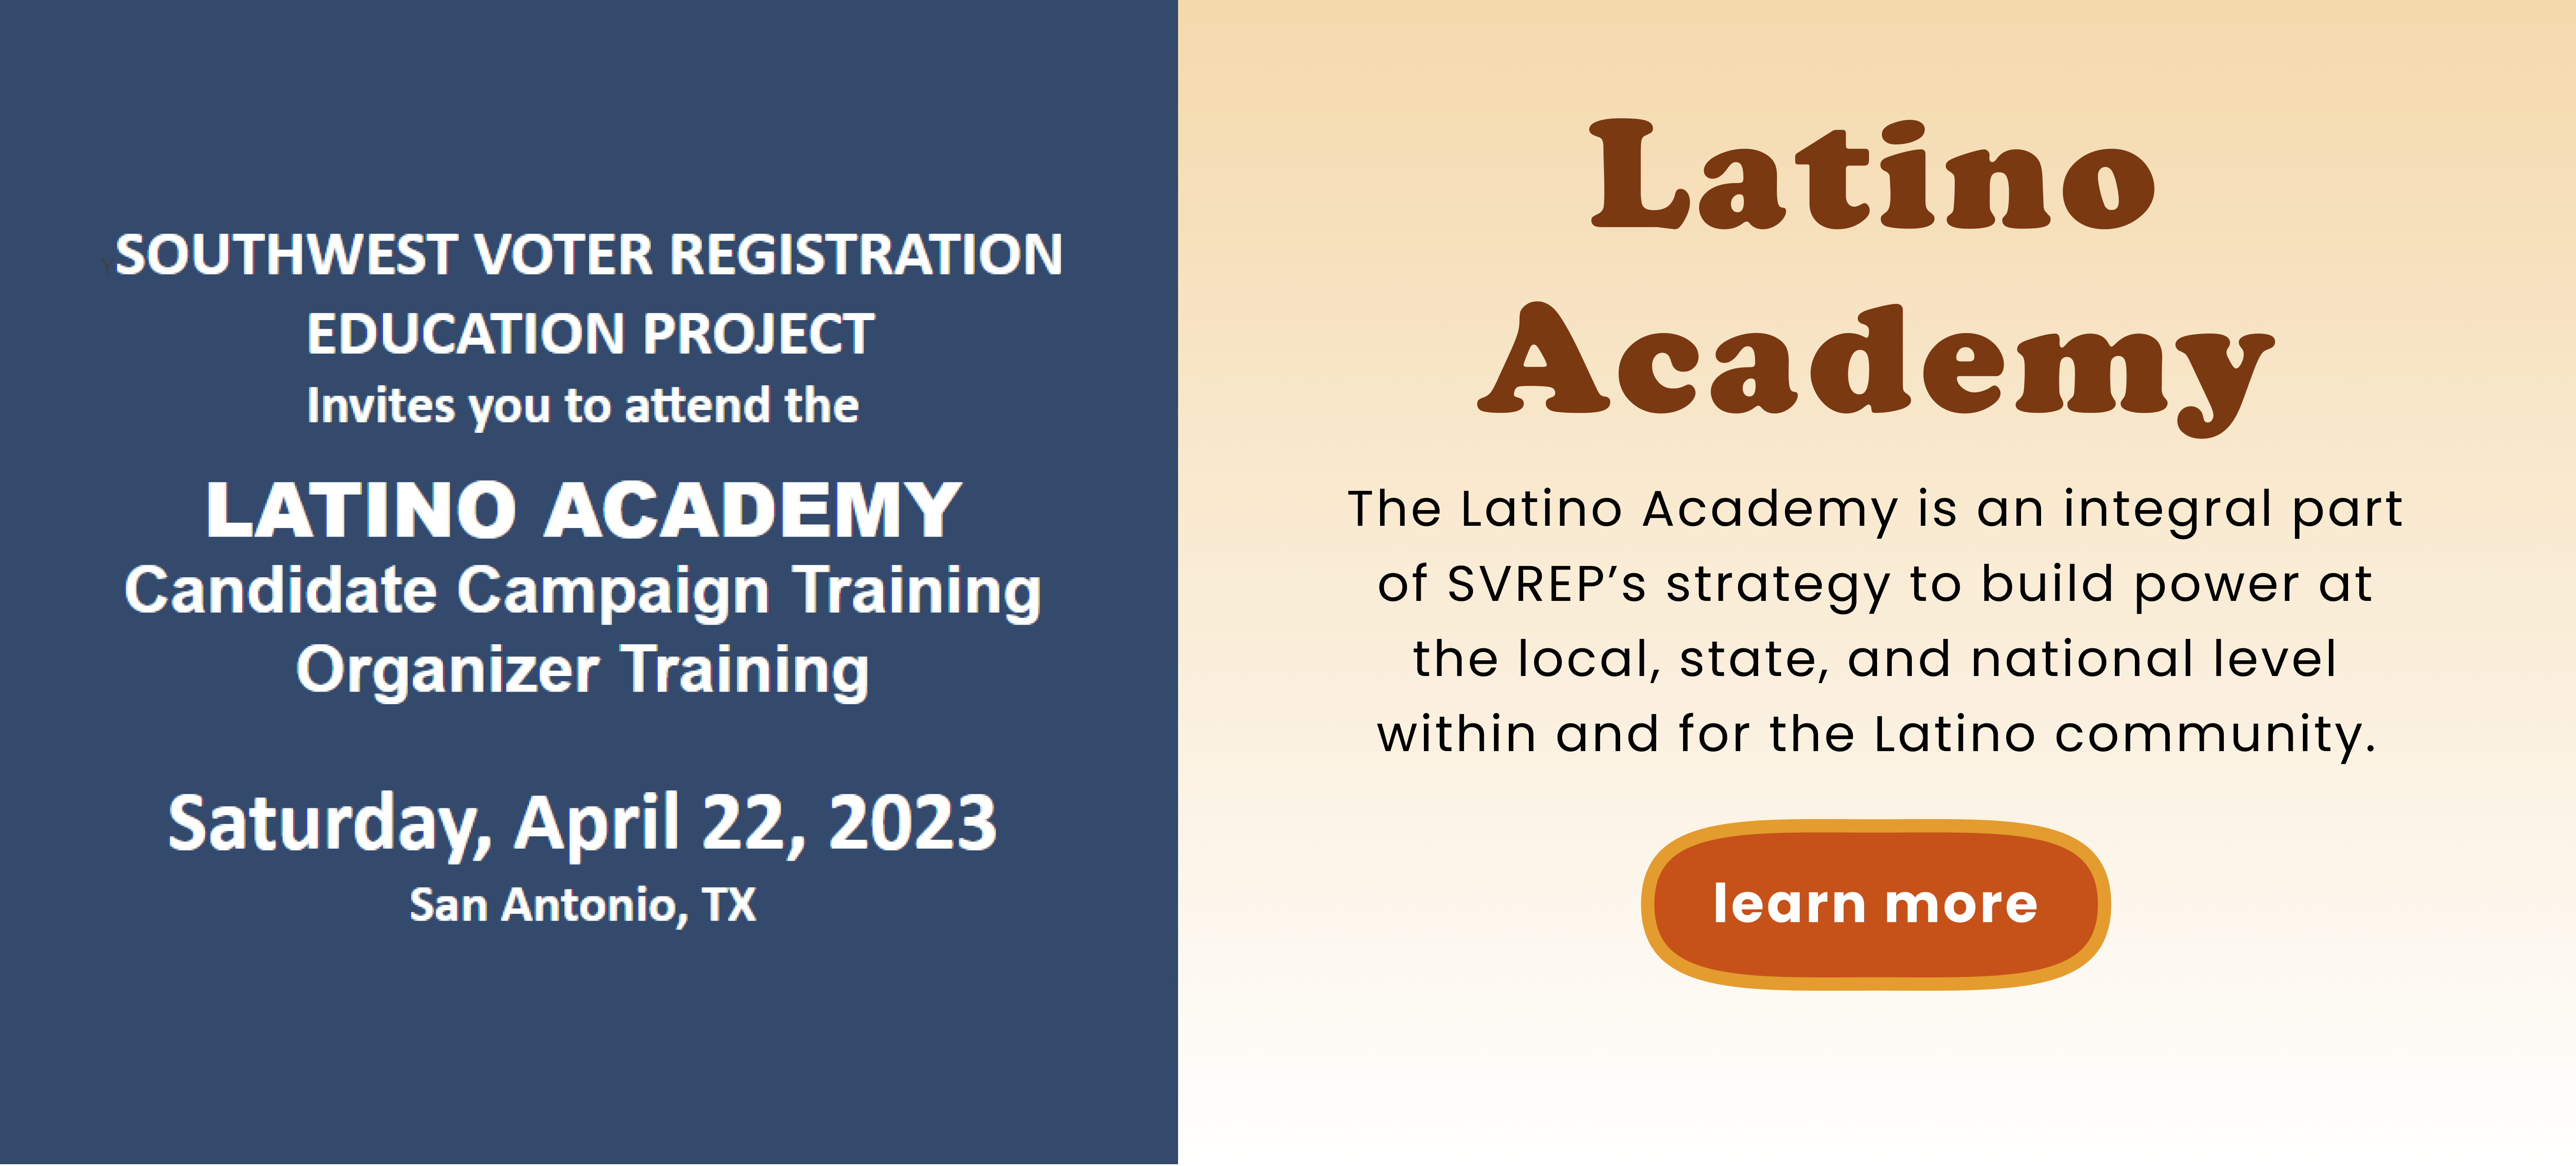 SOUTHWEST VOTER REGISTRATION
EDUCATION PROJECT
Invites you to attend the
LATINO ACADEMY
Candidate Campaign Training
Organizer Training
Saturday, April 22, 2023
San Antonio, TX
Latino
Academy
The Latino Academy is an integral part
of SVREP’s strategy to build power at
the local, state, and national level
within and for the Latino community.
learn more